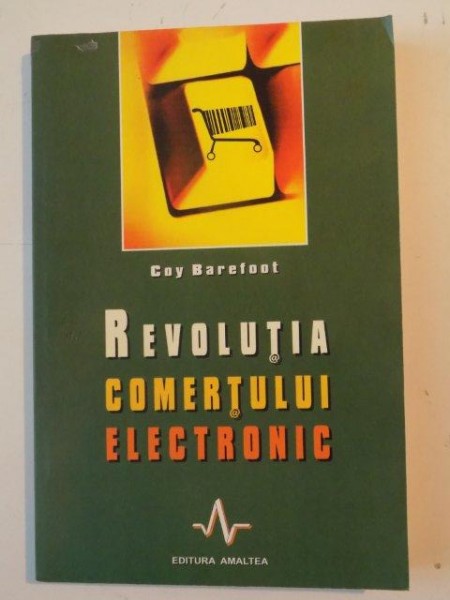 Coy Barefoot
REVOLUȚIA
COMERȚULUI
ELECTRONIC
EDITURA AMALTEA